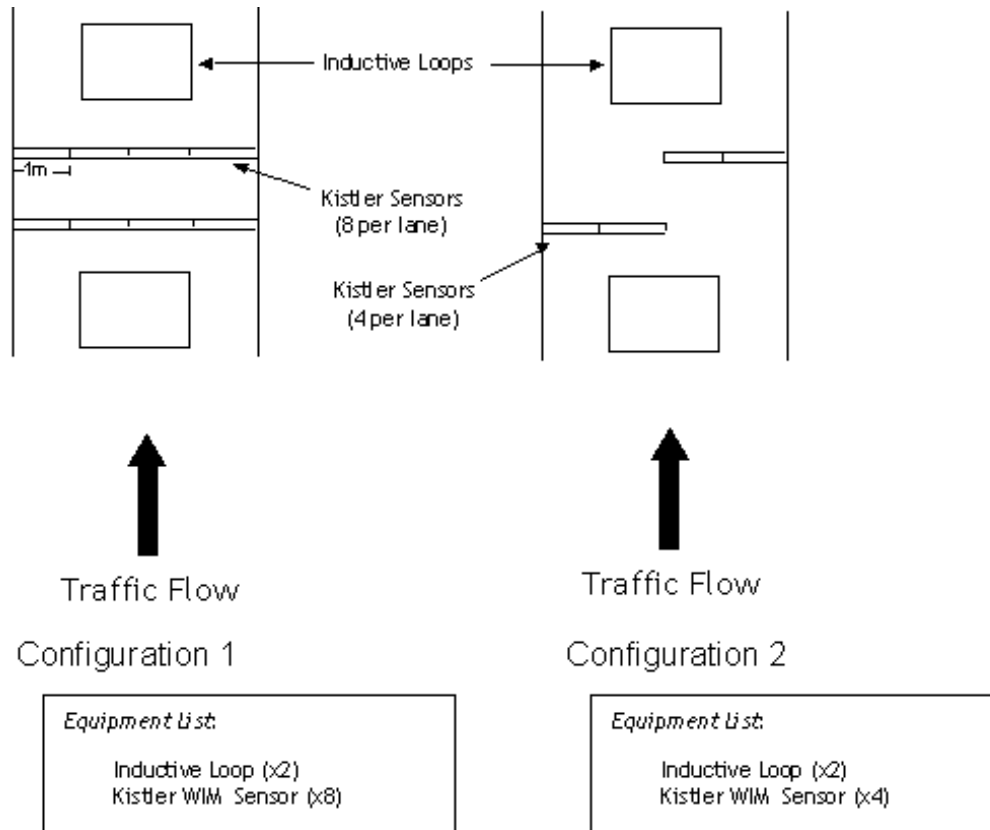 Inductive Loops
1m
Kistler Sensors
(8 per lane)
Kistler Sensors
(4 per lane)
Traffic Flow
Traffic Flow
Configuration 1
Configuration 2
Equipment List:
Inductive Loop (x2)
Kistler WIM Sensor (x8)
Equipment List:
Inductive Loop (x2)
Kistler WIM Sensor (x4)